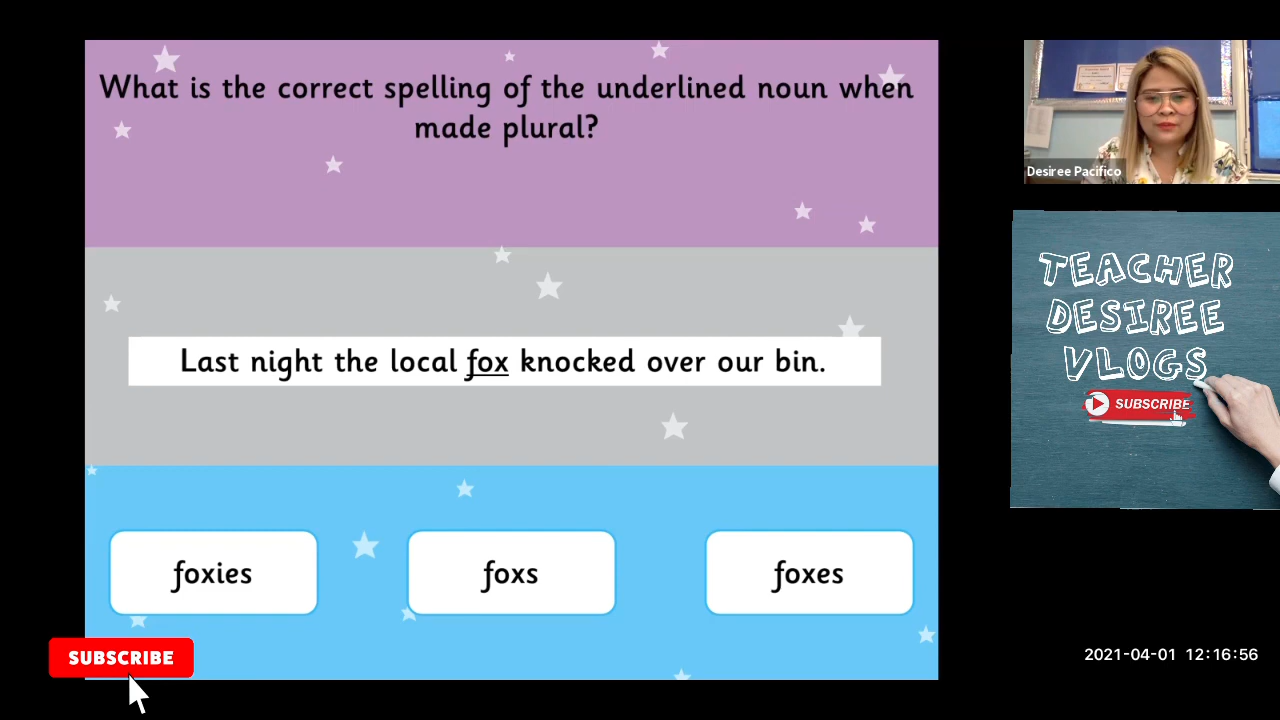 What is the correct spelling of the underlined noun when
made plural?
Last night the local fox knocked over our bin.
foxies
foxs
foxes
SUBSCRIBE
Desiree Pacifico
TEACHER
DESIREE
VLOGS
SUBSCRIBE
2021-04-01 12:16:56